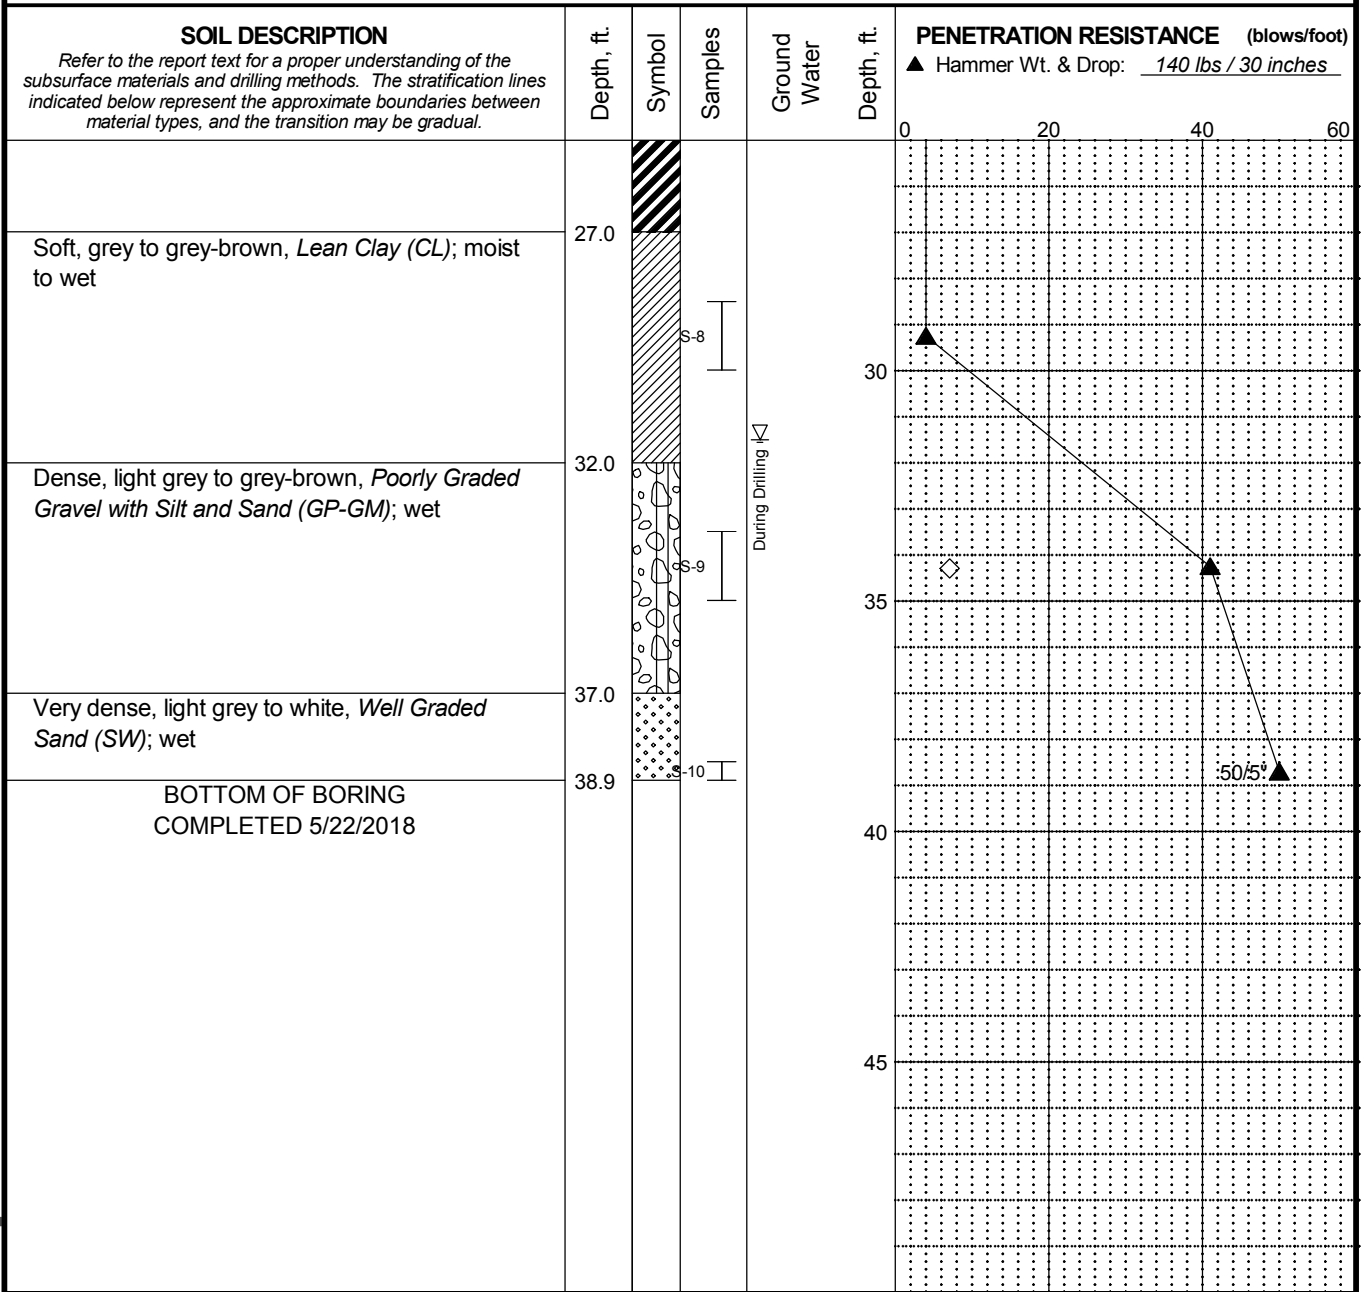 SOIL DESCRIPTION
Refer to the report text for a proper understanding of the
subsurface materials and drilling methods. The stratification lines
indicated below represent the approximate boundaries between
material types, and the transition may be gradual.
Depth, ft.
Symbol
Samples
Ground
Water
Depth, ft.
PENETRATION RESISTANCE (blows/foot)
▲ Hammer Wt. & Drop: 140 lbs / 30 inches
0 20 40 60
27.0
Soft, grey to grey-brown, Lean Clay (CL); moist
to wet
S-8
30
During Drilling
32.0
Dense, light grey to grey-brown, Poorly Graded
Gravel with Silt and Sand (GP-GM); wet
S-9
35
37.0
Very dense, light grey to white, Well Graded
Sand (SW); wet
S-10
50/5"
38.9
BOTTOM OF BORING
COMPLETED 5/22/2018
40
45